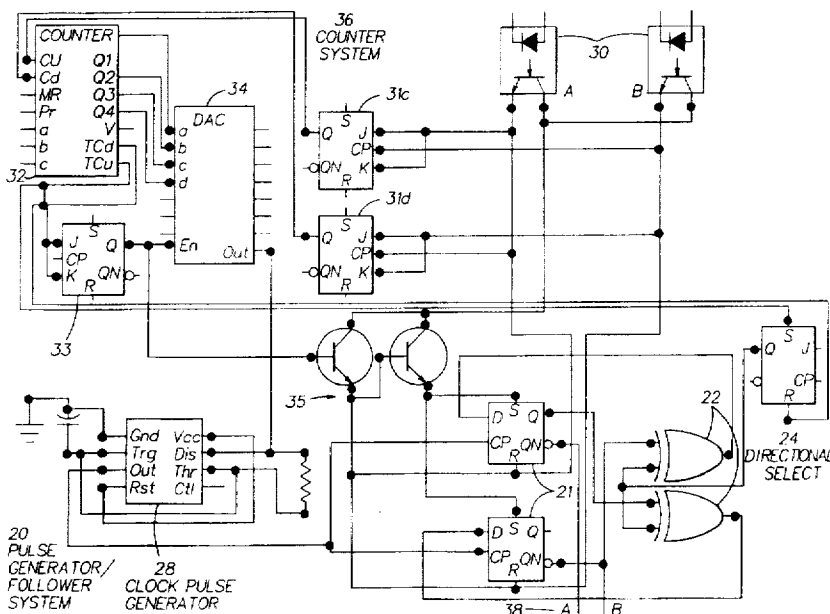 36
COUNTER
SYSTEM
30
A
B
COUNTER
CU Q1
Cd Q2
MR Q3
Pr Q4
a V
b TCd
c TCu
32
34
DAC
a
b
c
d
En
Out
31c
S
Q J
CP
QN K
R
31d
S
Q J
CP
QN K
R
S
J Q
CP
K QN
R
33
35
S
Q J
CP
R
24
DIRECTIONAL
SELECT
22
S
D Q
CP QN
R
21
S
D Q
CP QN
R
Gnd Vcc
Trg Dis
Out Thr
Rst Ctl
20
PULSE
GENERATOR/
FOLLOWER
SYSTEM
28
CLOCK PULSE
GENERATOR
38 A B